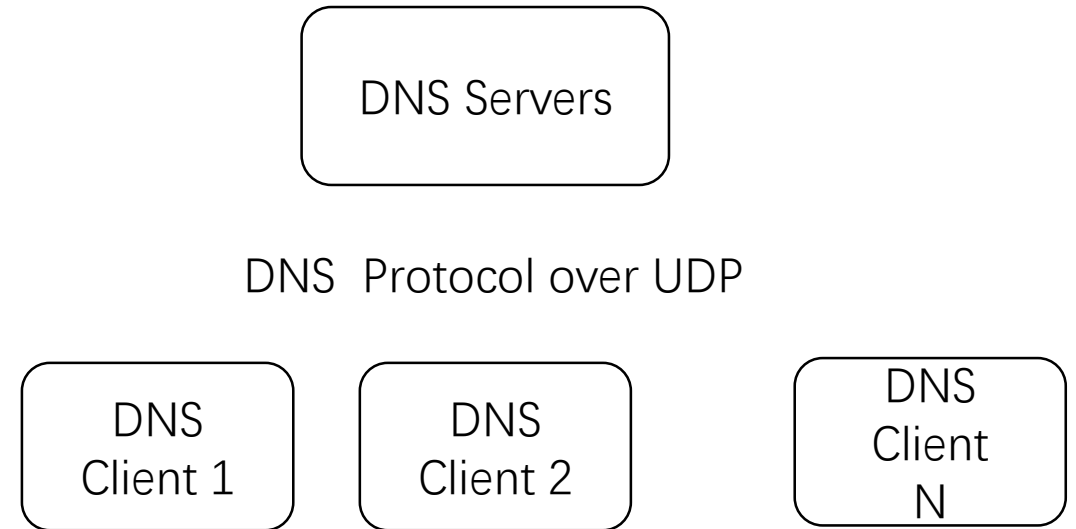 DNS Servers
DNS Protocol over UDP
DNS
Client 1
DNS
Client 2
DNS
Client
N